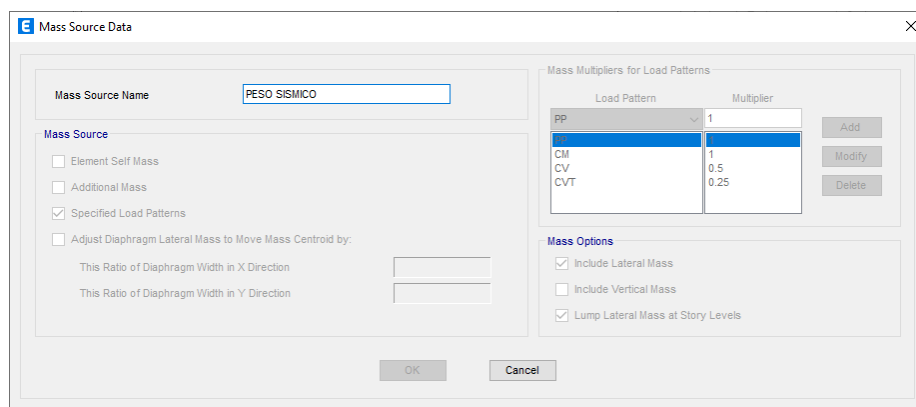 E Mass Source Data
Mass Source Name PESO SISMICO
Mass Source
Element Self Mass
Additional Mass
Specified Load Patterns
Adjust Diaphragm Lateral Mass to Move Mass Centroid by:
This Ratio of Diaphragm Width in X Direction
This Ratio of Diaphragm Width in Y Direction
Mass Multipliers for Load Patterns
Load Pattern Multiplier
PP 1
Add
PP 1
CM 1
CV 0.5
CVT 0.25
Modify
Delete
Mass Options
Include Lateral Mass
Include Vertical Mass
Lump Lateral Mass at Story Levels
OK Cancel